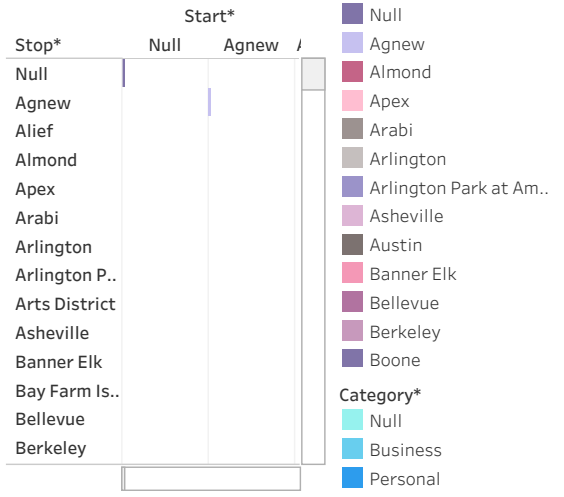 Start*
Stop*
Null
Agnew
Null
Agnew
Alief
Almond
Apex
Arabi
Arlington
Arlington P..
Arts District
Asheville
Banner Elk
Bay Farm Is..
Bellevue
Berkeley
Null
Agnew
Almond
Apex
Arabi
Arlington
Arlington Park at Am..
Asheville
Austin
Banner Elk
Bellevue
Berkeley
Boone
Category*
Null
Business
Personal